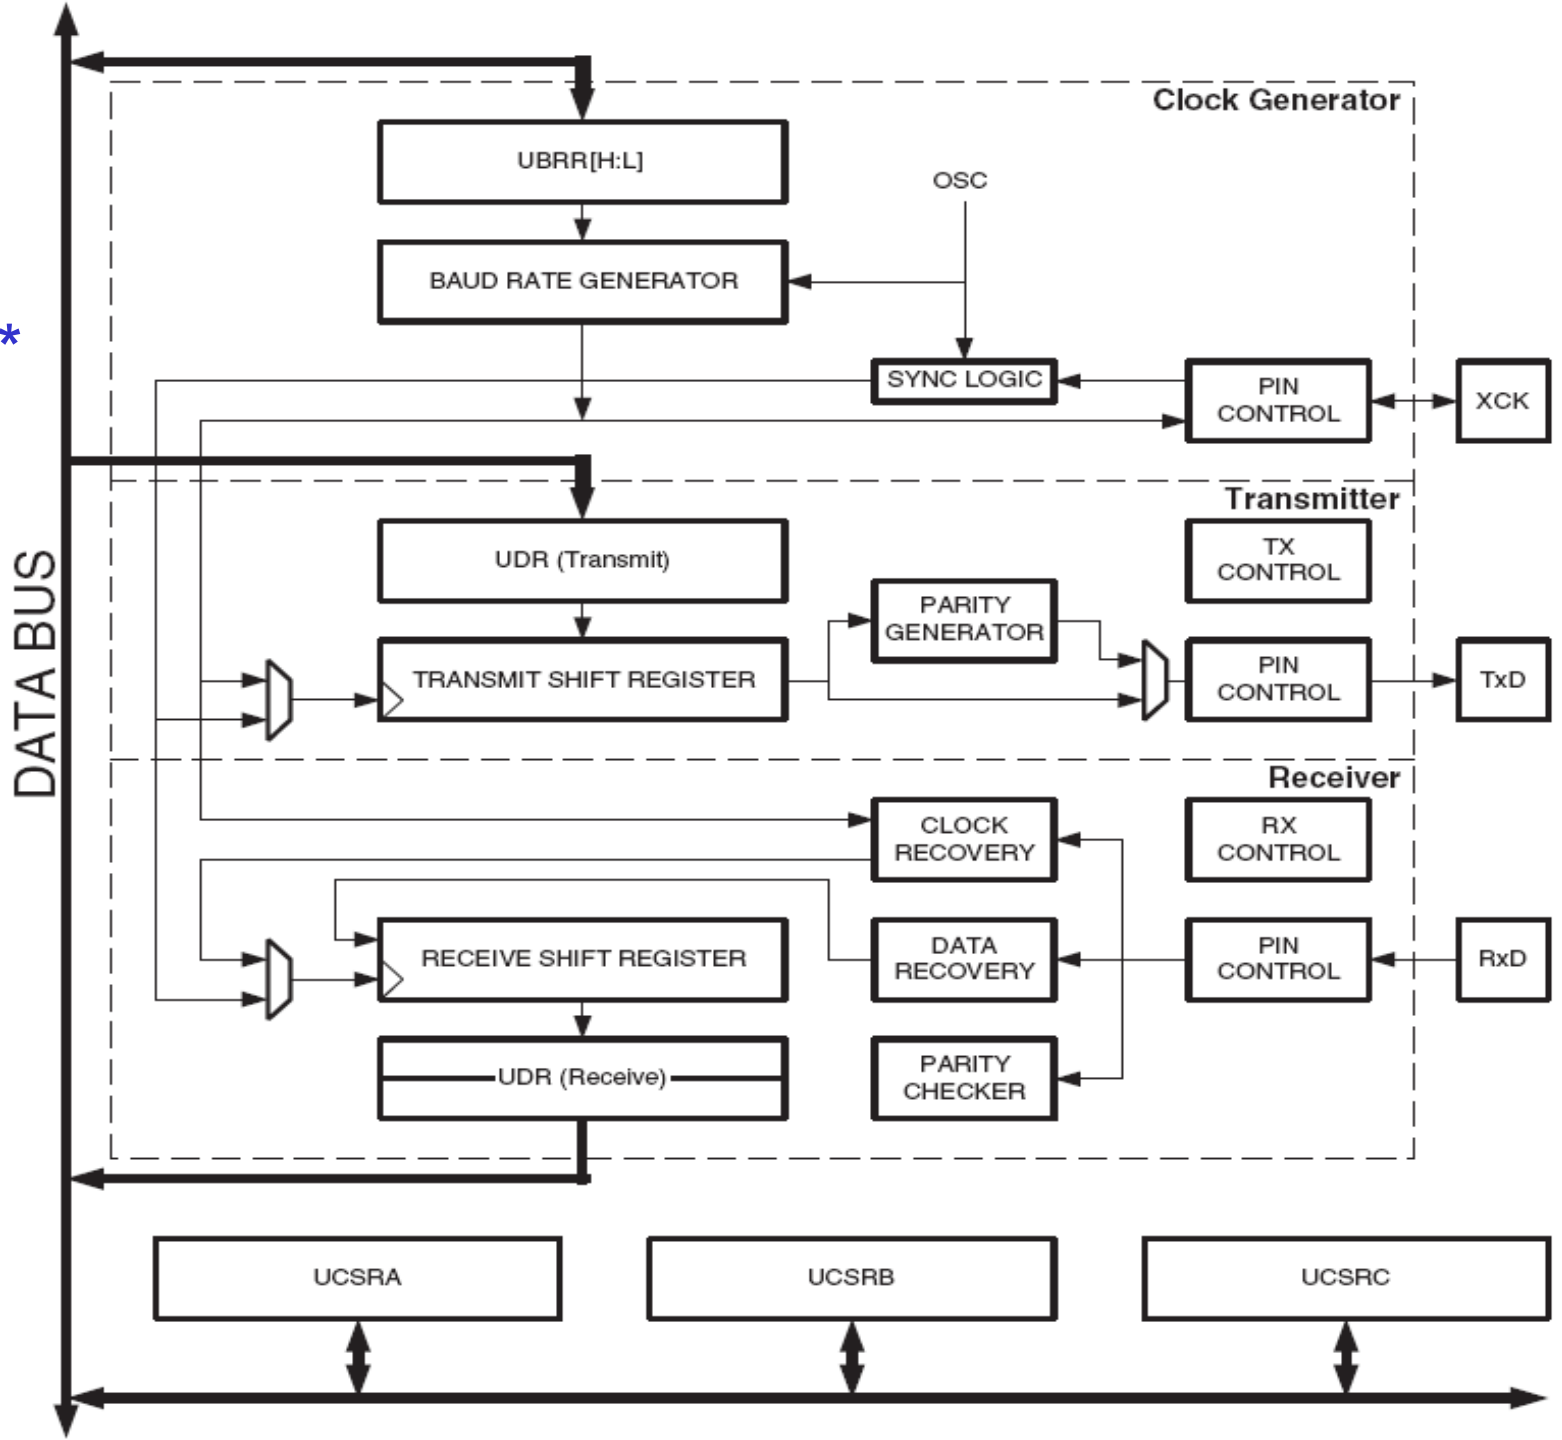 Clock Generator
UBRR[H:L]
OSC
BAUD RATE GENERATOR
*
SYNC LOGIC
PIN
CONTROL
XCK
Transmitter
UDR (Transmit)
TX
CONTROL
PARITY
GENERATOR
TRANSMIT SHIFT REGISTER
PIN
CONTROL
TxD
DATA BUS
Receiver
CLOCK
RECOVERY
RX
CONTROL
RECEIVE SHIFT REGISTER
DATA
RECOVERY
PIN
CONTROL
RxD
UDR (Receive)
PARITY
CHECKER
UCSRA
UCSRB
UCSRC